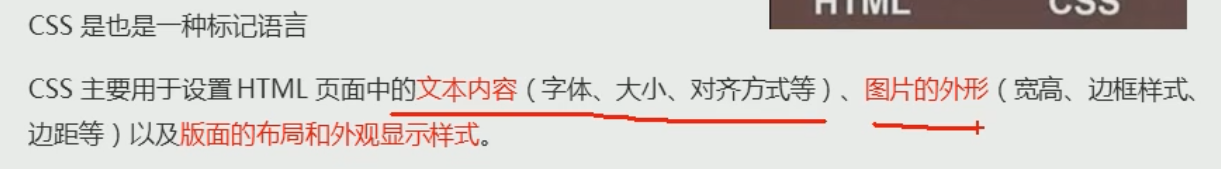 HTML CSS
CSS 是也是一种标记语言
CSS 主要用于设置 HTML 页面中的文本内容（字体、大小、对齐方式等）、图片的外形（宽高、边框样式、
边距等）以及版面的布局和外观显示样式。